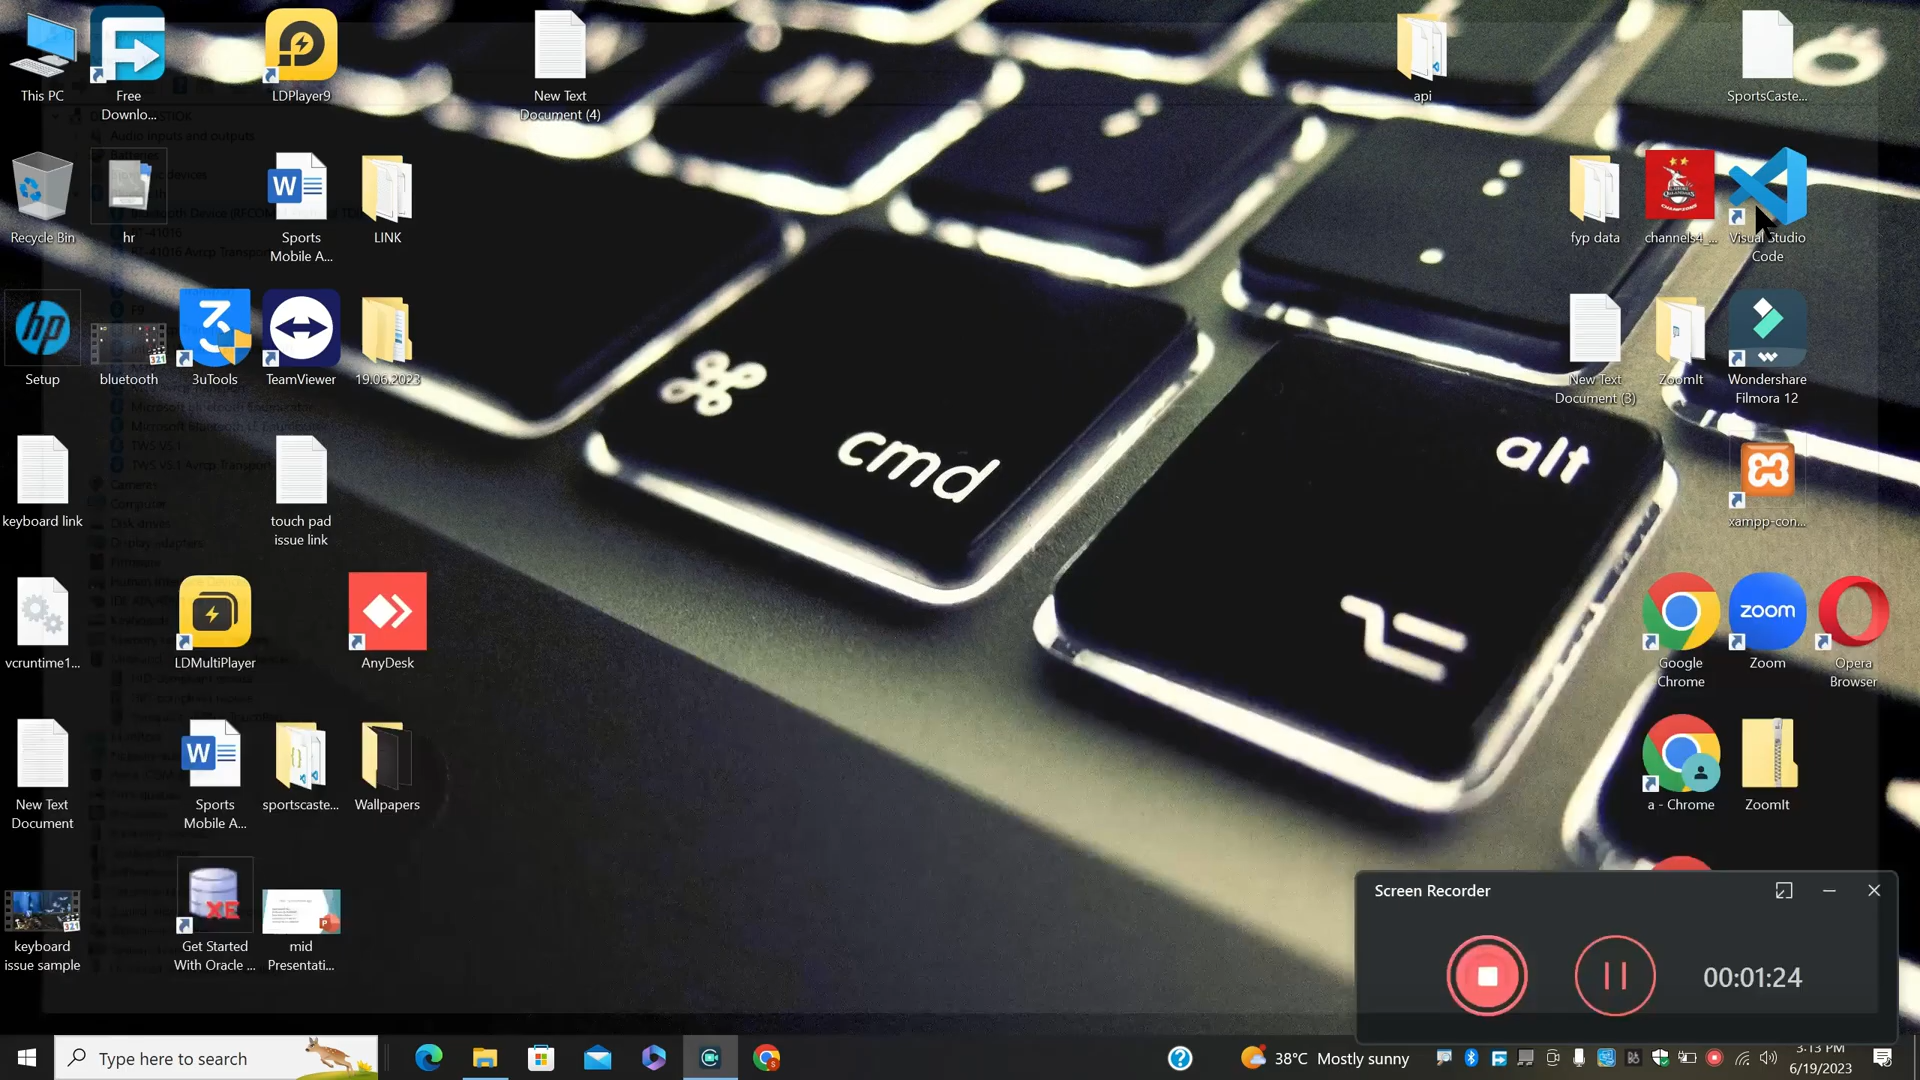 This PC
Free
Downlo...
LDPlayer9
New Text
Document (4)
api
SportsCaste...
Recycle Bin
hr
Sports
Mobile A...
LINK
fyp data
channels4_...
Visual Studio
Code
Setup
bluetooth
3uTools
TeamViewer
19.06.2023
New Text
Document (3)
ZoomIt
Wondershare
Filmora 12
cmd
alt
keyboard link
touch pad
issue link
xampp-con...
vcruntime1...
LDMultiPlayer
AnyDesk
Google
Chrome
zoom
Zoom
Opera
Browser
New Text
Document
Sports
Mobile A...
sportscaste...
Wallpapers
a - Chrome
ZoomIt
keyboard
issue sample
XE
Get Started
With Oracle ...
mid
Presentati...
Screen Recorder
00:01:24
Type here to search
38°C Mostly sunny
3:13 PM
6/19/2023